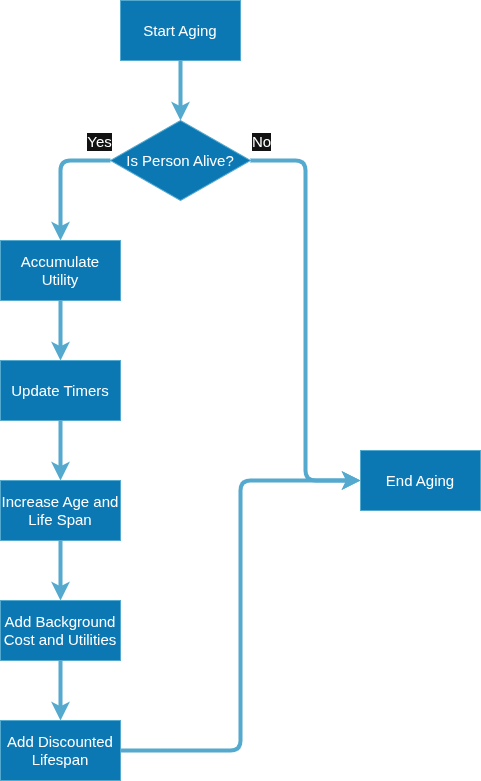 Start Aging
Is Person Alive?
Yes
No
Accumulate
Utility
Update Timers
Increase Age and
Life Span
Add Background
Cost and Utilities
Add Discounted
Lifespan
End Aging